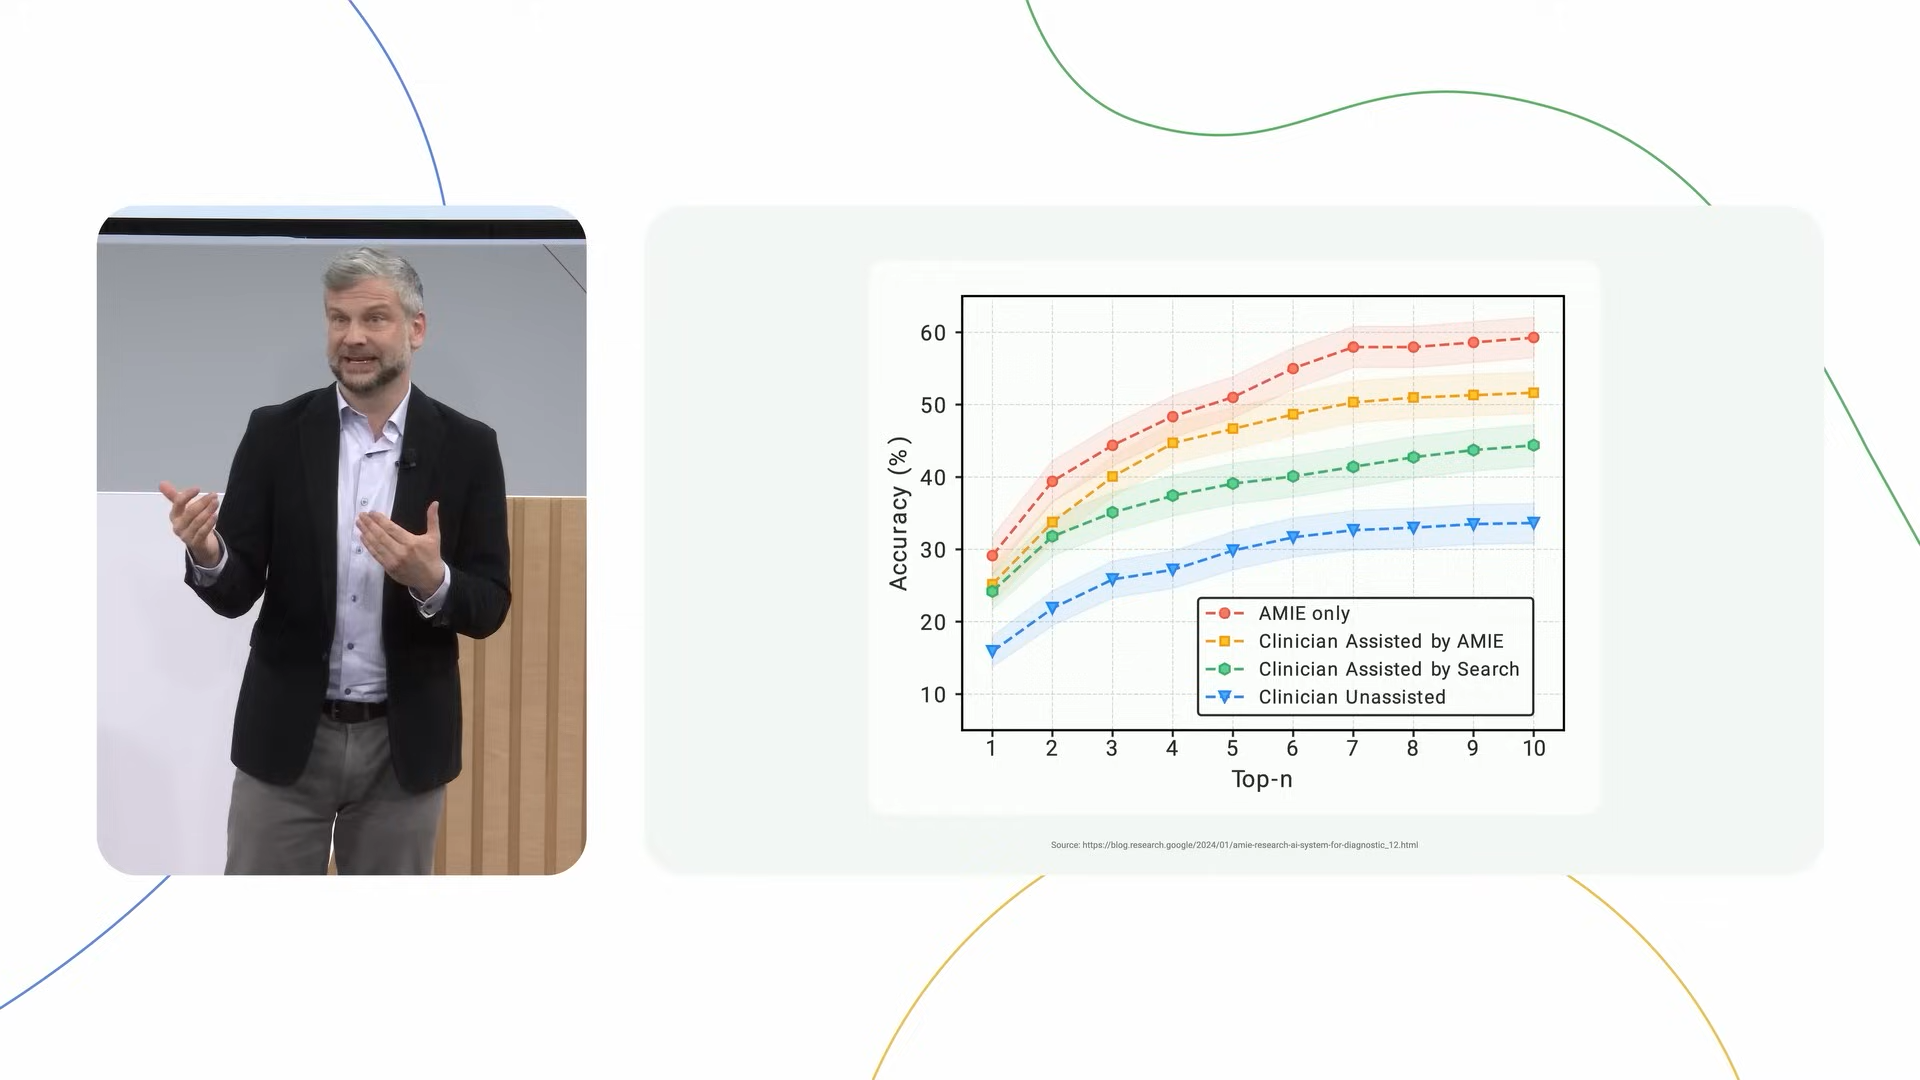 60
50
40
30
20
10
Accuracy (%)
AMIE only
Clinician Assisted by AMIE
Clinician Assisted by Search
Clinician Unassisted
1 2 3 4 5 6 7 8 9 10
Top-n
Source: https://blog.research.google/2024/01/amie-research-ai-system-for-diagnostic_12.html